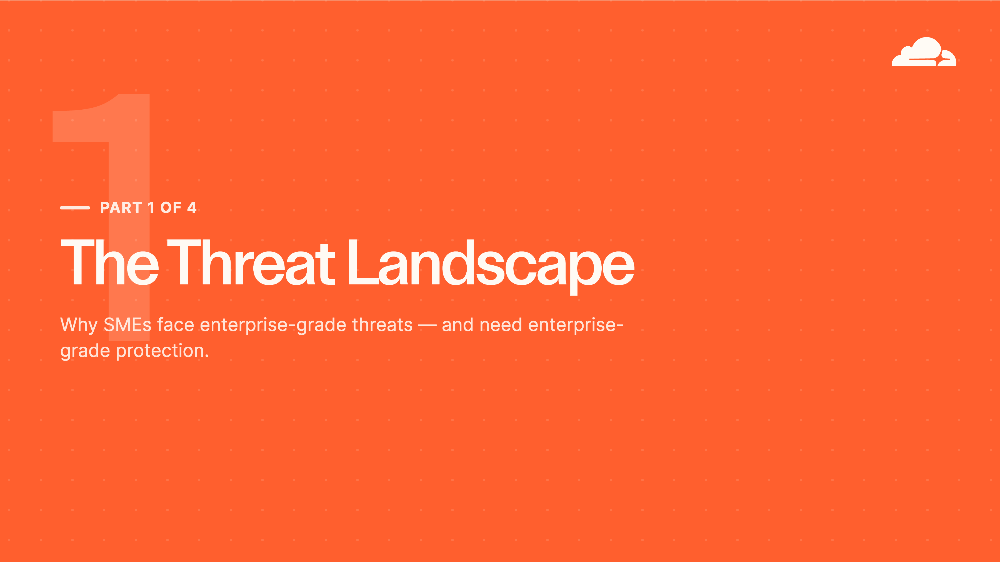 1
PART 1 OF 4
The Threat Landscape
Why SMEs face enterprise-grade threats — and need enterprise-
grade protection.